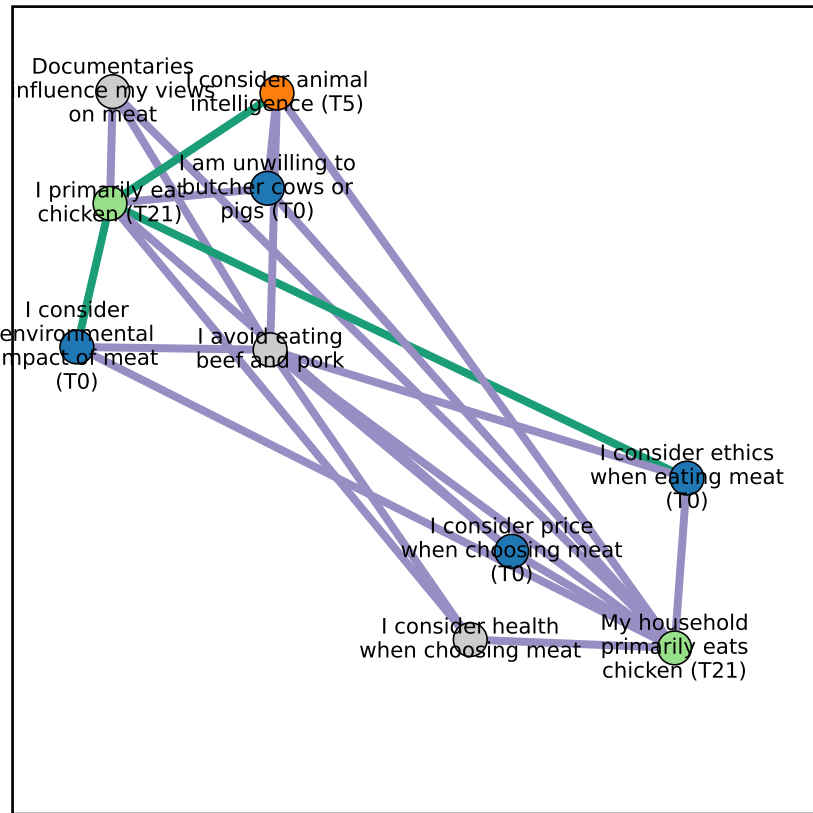 Documentaries
influence my views
on meat
I consider animal
intelligence (T5)
I am unwilling to
butcher cows or
pigs (T0)
I primarily eat
chicken (T21)
I consider
environmental
impact of meat
(T0)
I avoid eating
beef and pork
I consider ethics
when eating meat
(T0)
I consider price
when choosing meat
(T0)
I consider health
when choosing meat
My household
primarily eats
chicken (T21)